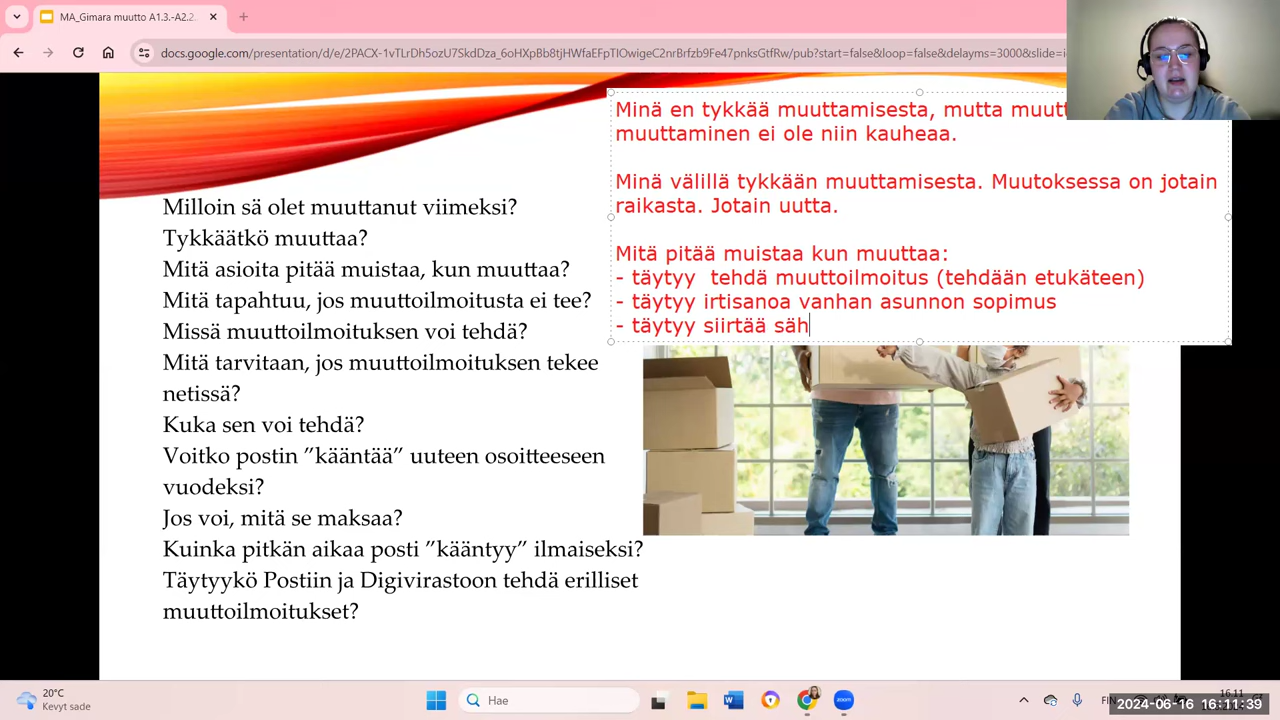 MA_Gimara muutto A1.3.-A2.2.
docs.google.com/presentation/d/e/2PACX-1vTLrDh5ozU7SkdDza_6oHXpBb8tjHWfaEFpTIOwigeC2nrBrfzb9Fe47pnksGtfRw/pub?start=false&loop=false&delayms=3000&slide=i
Minä en tykkää muuttamisesta, mutta
muuttaminen ei ole niin kauheaa.
Minä välillä tykkään muuttamisesta. Muutoksessa on jotain
raikasta. Jotain uutta.
Mitä pitää muistaa kun muuttaa:
- täytyy tehdä muuttoilmoitus (tehdään etukäteen)
- täytyy irtisanoa vanhan asunnon sopimus
- täytyy siirtää säh
Milloin sä olet muuttanut viimeksi?
Tykkäätkö muuttaa?
Mitä asioita pitää muistaa, kun muuttaa?
Mitä tapahtuu, jos muuttoilmoitusta ei tee?
Missä muuttoilmoituksen voi tehdä?
Mitä tarvitaan, jos muuttoilmoituksen tekee
netissä?
Kuka sen voi tehdä?
Voitko postin ”kääntää” uuteen osoitteeseen
vuodeksi?
Jos voi, mitä se maksaa?
Kuinka pitkän aikaa posti ”kääntyy” ilmaiseksi?
Täytyykö Postiin ja Digivirastoon tehdä erilliset
muuttoilmoitukset?
20°C
Kevyt sade
Hae
zoom
FIN
16.11
2024-06-16 16:11:39